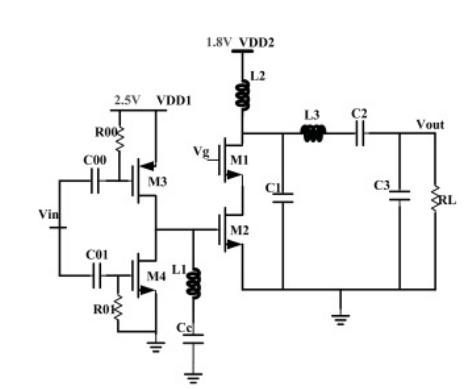 1.8V VDD2
L2
2.5V VDD1
R00
L3 C2
Vout
C00
Vg M1
M3
C1 C3 RL
Vin
M2
C01
M4 L1
R01
Cc